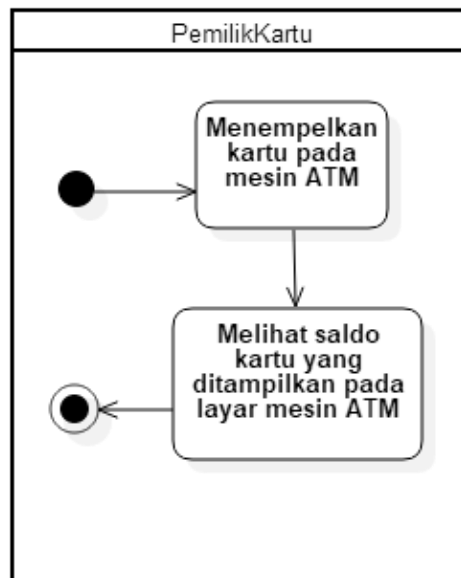 PemilikKartu
Menempelkan
kartu pada
mesin ATM
Melihat saldo
kartu yang
ditampilkan pada
layar mesin ATM